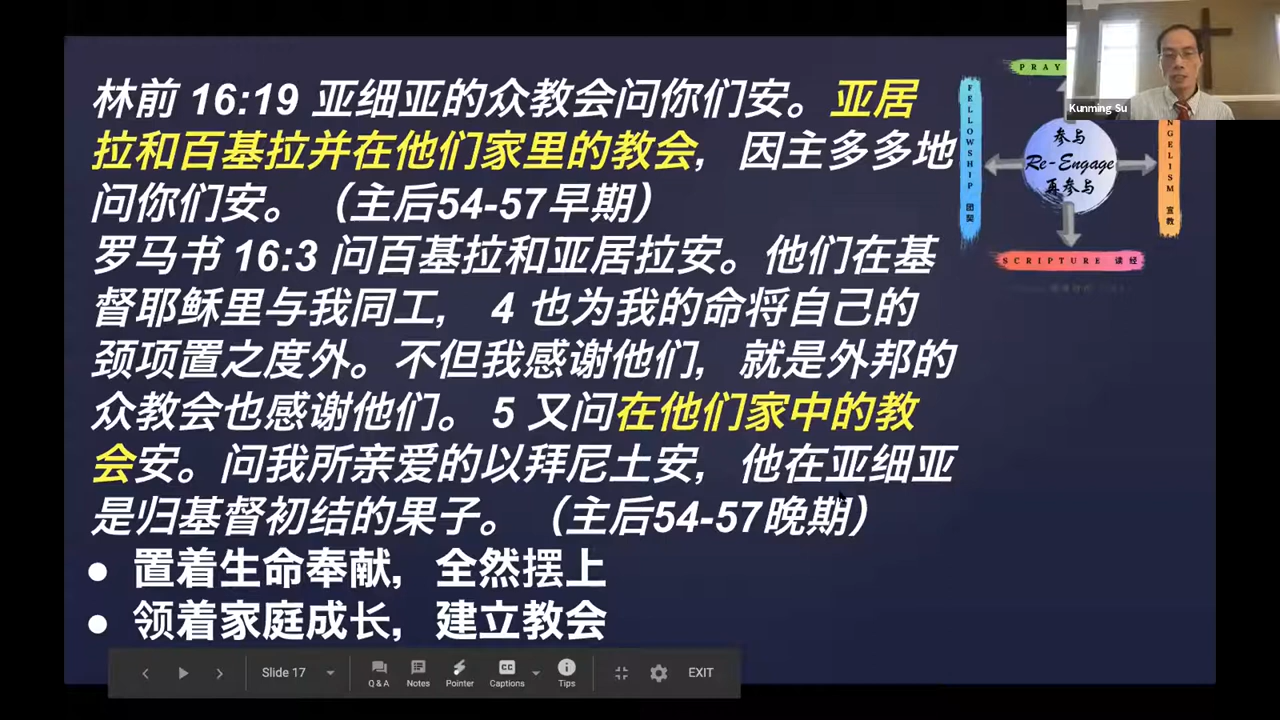 林前 16:19 亚细亚的众教会问你们安。亚居
拉和百基拉并在他们家里的教会，因主多多地
问你们安。（主后54-57早期）
罗马书 16:3 问百基拉和亚居拉安。他们在基
督耶稣里与我同工， 4 也为我的命将自己的
颈项置之度外。不但我感谢他们，就是外邦的
众教会也感谢他们。 5 又问在他们家中的教
会安。问我所亲爱的以拜尼土安，他在亚细亚
是归基督初结的果子。（主后54-57晚期）
● 置着生命奉献，全然摆上
● 领着家庭成长，建立教会
PRAY
FELLOWSHIP 团契
参与
Re-Engage
再参与
NGELISM 宣教
SCRIPTURE 读经
Kunming Su
Slide 17
Q&A
Notes
Pointer
CC
Captions
Tips
EXIT